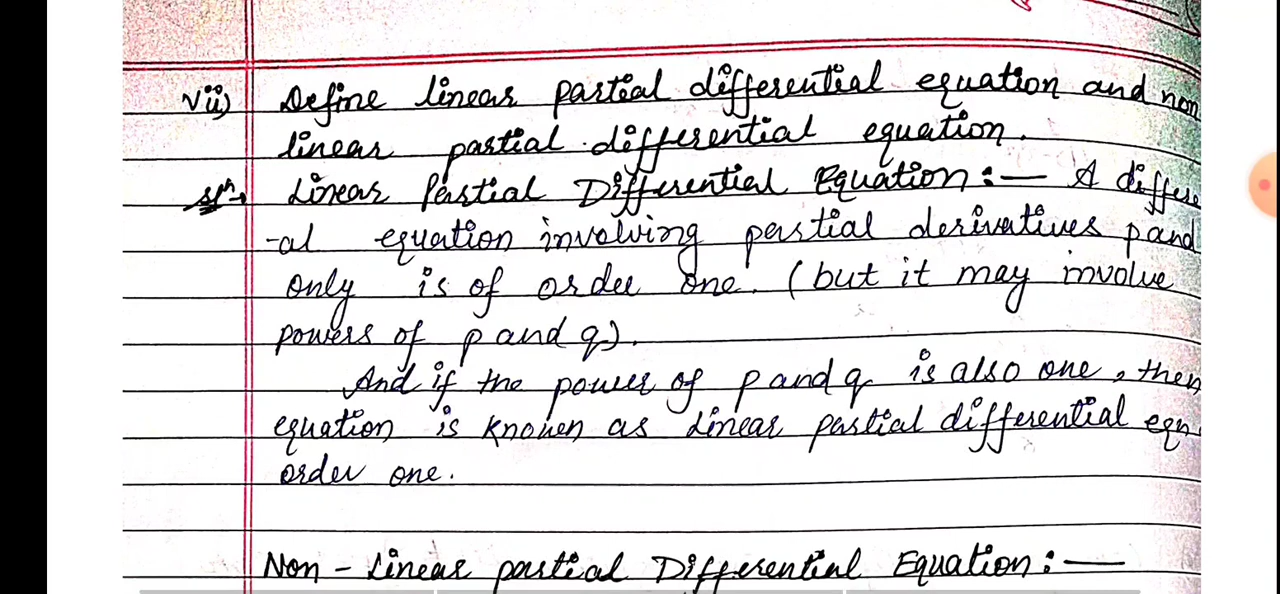 vii) Define linear partial differential equation and non
linear partial differential equation.
Solⁿ→ Linear Partial Differential Equation:— A differe
-al equation involving partial derivatives p and
only is of order one. (but it may involve
powers of p and q).
And if the power of p and q is also one, then
equation is known as linear partial differential eqn
order one.
Non-Linear partial Differential Equation:—